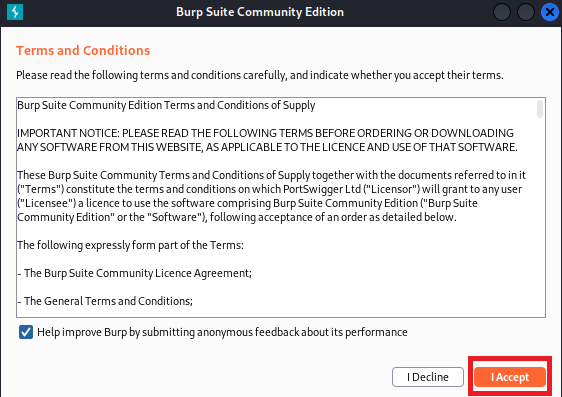 Burp Suite Community Edition
Terms and Conditions
Please read the following terms and conditions carefully, and indicate whether you accept their terms.
Burp Suite Community Edition Terms and Conditions of Supply
IMPORTANT NOTICE: PLEASE READ THE FOLLOWING TERMS BEFORE ORDERING OR DOWNLOADING
ANY SOFTWARE FROM THIS WEBSITE, AS APPLICABLE TO THE LICENCE AND USE OF THAT SOFTWARE.
These Burp Suite Community Terms and Conditions of Supply together with the documents referred to in it
("Terms") constitute the terms and conditions on which PortSwigger Ltd ("Licensor") will grant to any user
("Licensee") a licence to use the software comprising Burp Suite Community Edition ("Burp Suite
Community Edition" or the "Software"), following acceptance of an order as detailed below.
The following expressly form part of the Terms:
- The Burp Suite Community Licence Agreement;
- The General Terms and Conditions;
Help improve Burp by submitting anonymous feedback about its performance
I Decline
I Accept